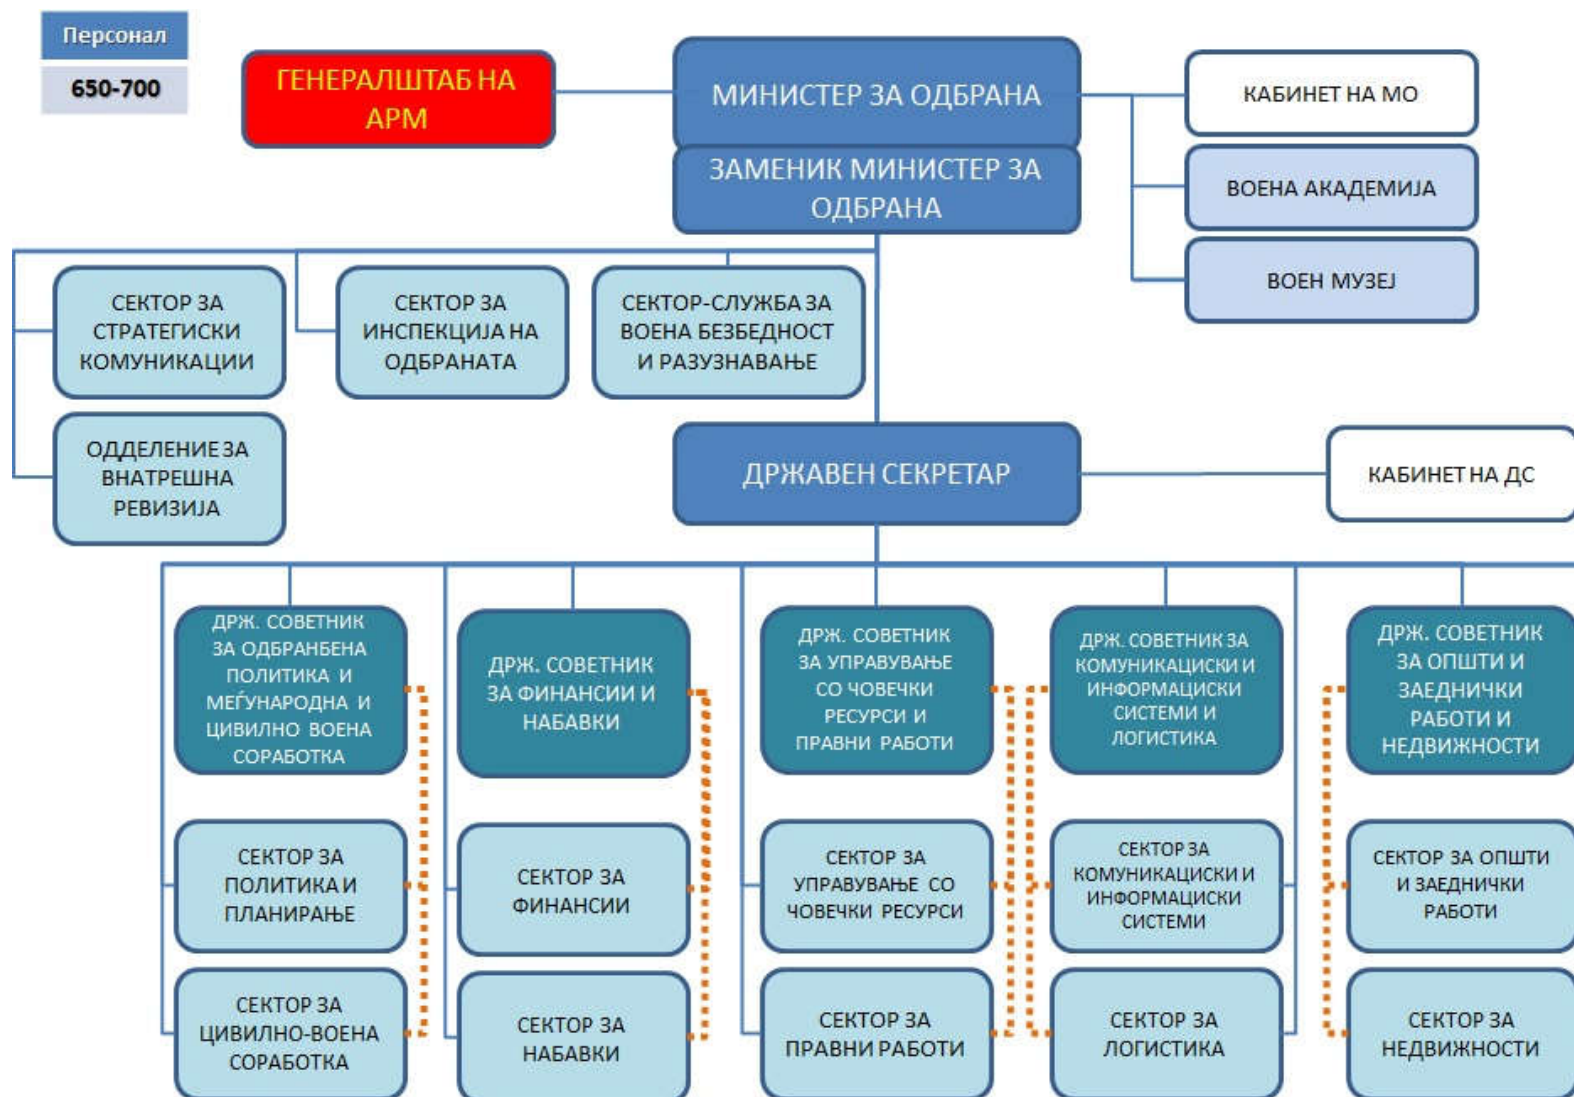 Персонал
650-700
ГЕНЕРАЛШТАБ НА
АРМ
МИНИСТЕР ЗА ОДБРАНА
КАБИНЕТ НА МО
ЗАМЕНИК МИНИСТЕР ЗА
ОДБРАНА
ВОЕНА АКАДЕМИЈА
ВОЕН МУЗЕЈ
СЕКТОР ЗА
СТРАТЕГИСКИ
КОМУНИКАЦИИ
СЕКТОР ЗА
ИНСПЕКЦИЈА НА
ОДБРАНАТА
СЕКТОР-СЛУЖБА ЗА
ВОЕНА БЕЗБЕДНОСТ
И РАЗУЗНАВАЊЕ
ОДДЕЛЕНИЕ ЗА
ВНАТРЕШНА
РЕВИЗИЈА
ДРЖАВЕН СЕКРЕТАР
КАБИНЕТ НА ДС
ДРЖ. СОВЕТНИК
ЗА ОДБРАНБЕНА
ПОЛИТИКА И
МЕЃУНАРОДНА И
ЦИВИЛНО ВОЕНА
СОРАБОТКА
ДРЖ. СОВЕТНИК
ЗА ФИНАНСИИ И
НАБАВКИ
ДРЖ. СОВЕТНИК
ЗА УПРАВУВАЊЕ
СО ЧОВЕЧКИ
РЕСУРСИ И
ПРАВНИ РАБОТИ
ДРЖ. СОВЕТНИК ЗА
КОМУНИКАЦИСКИ И
ИНФОРМАЦИСКИ
СИСТЕМИ И
ЛОГИСТИКА
ДРЖ. СОВЕТНИК
ЗА ОПШТИ И
ЗАЕДНИЧКИ
РАБОТИ И
НЕДВИЖНОСТИ
СЕКТОР ЗА
ПОЛИТИКА И
ПЛАНИРАЊЕ
СЕКТОР ЗА
ФИНАНСИИ
СЕКТОР ЗА
УПРАВУВАЊЕ СО
ЧОВЕЧКИ РЕСУРСИ
СЕКТОР ЗА
КОМУНИКАЦИСКИ И
ИНФОРМАЦИСКИ
СИСТЕМИ
СЕКТОР ЗА ОПШТИ
И ЗАЕДНИЧКИ
РАБОТИ
СЕКТОР ЗА
ЦИВИЛНО-ВОЕНА
СОРАБОТКА
СЕКТОР ЗА
НАБАВКИ
СЕКТОР ЗА
ПРАВНИ РАБОТИ
СЕКТОР ЗА
ЛОГИСТИКА
СЕКТОР ЗА
НЕДВИЖНОСТИ